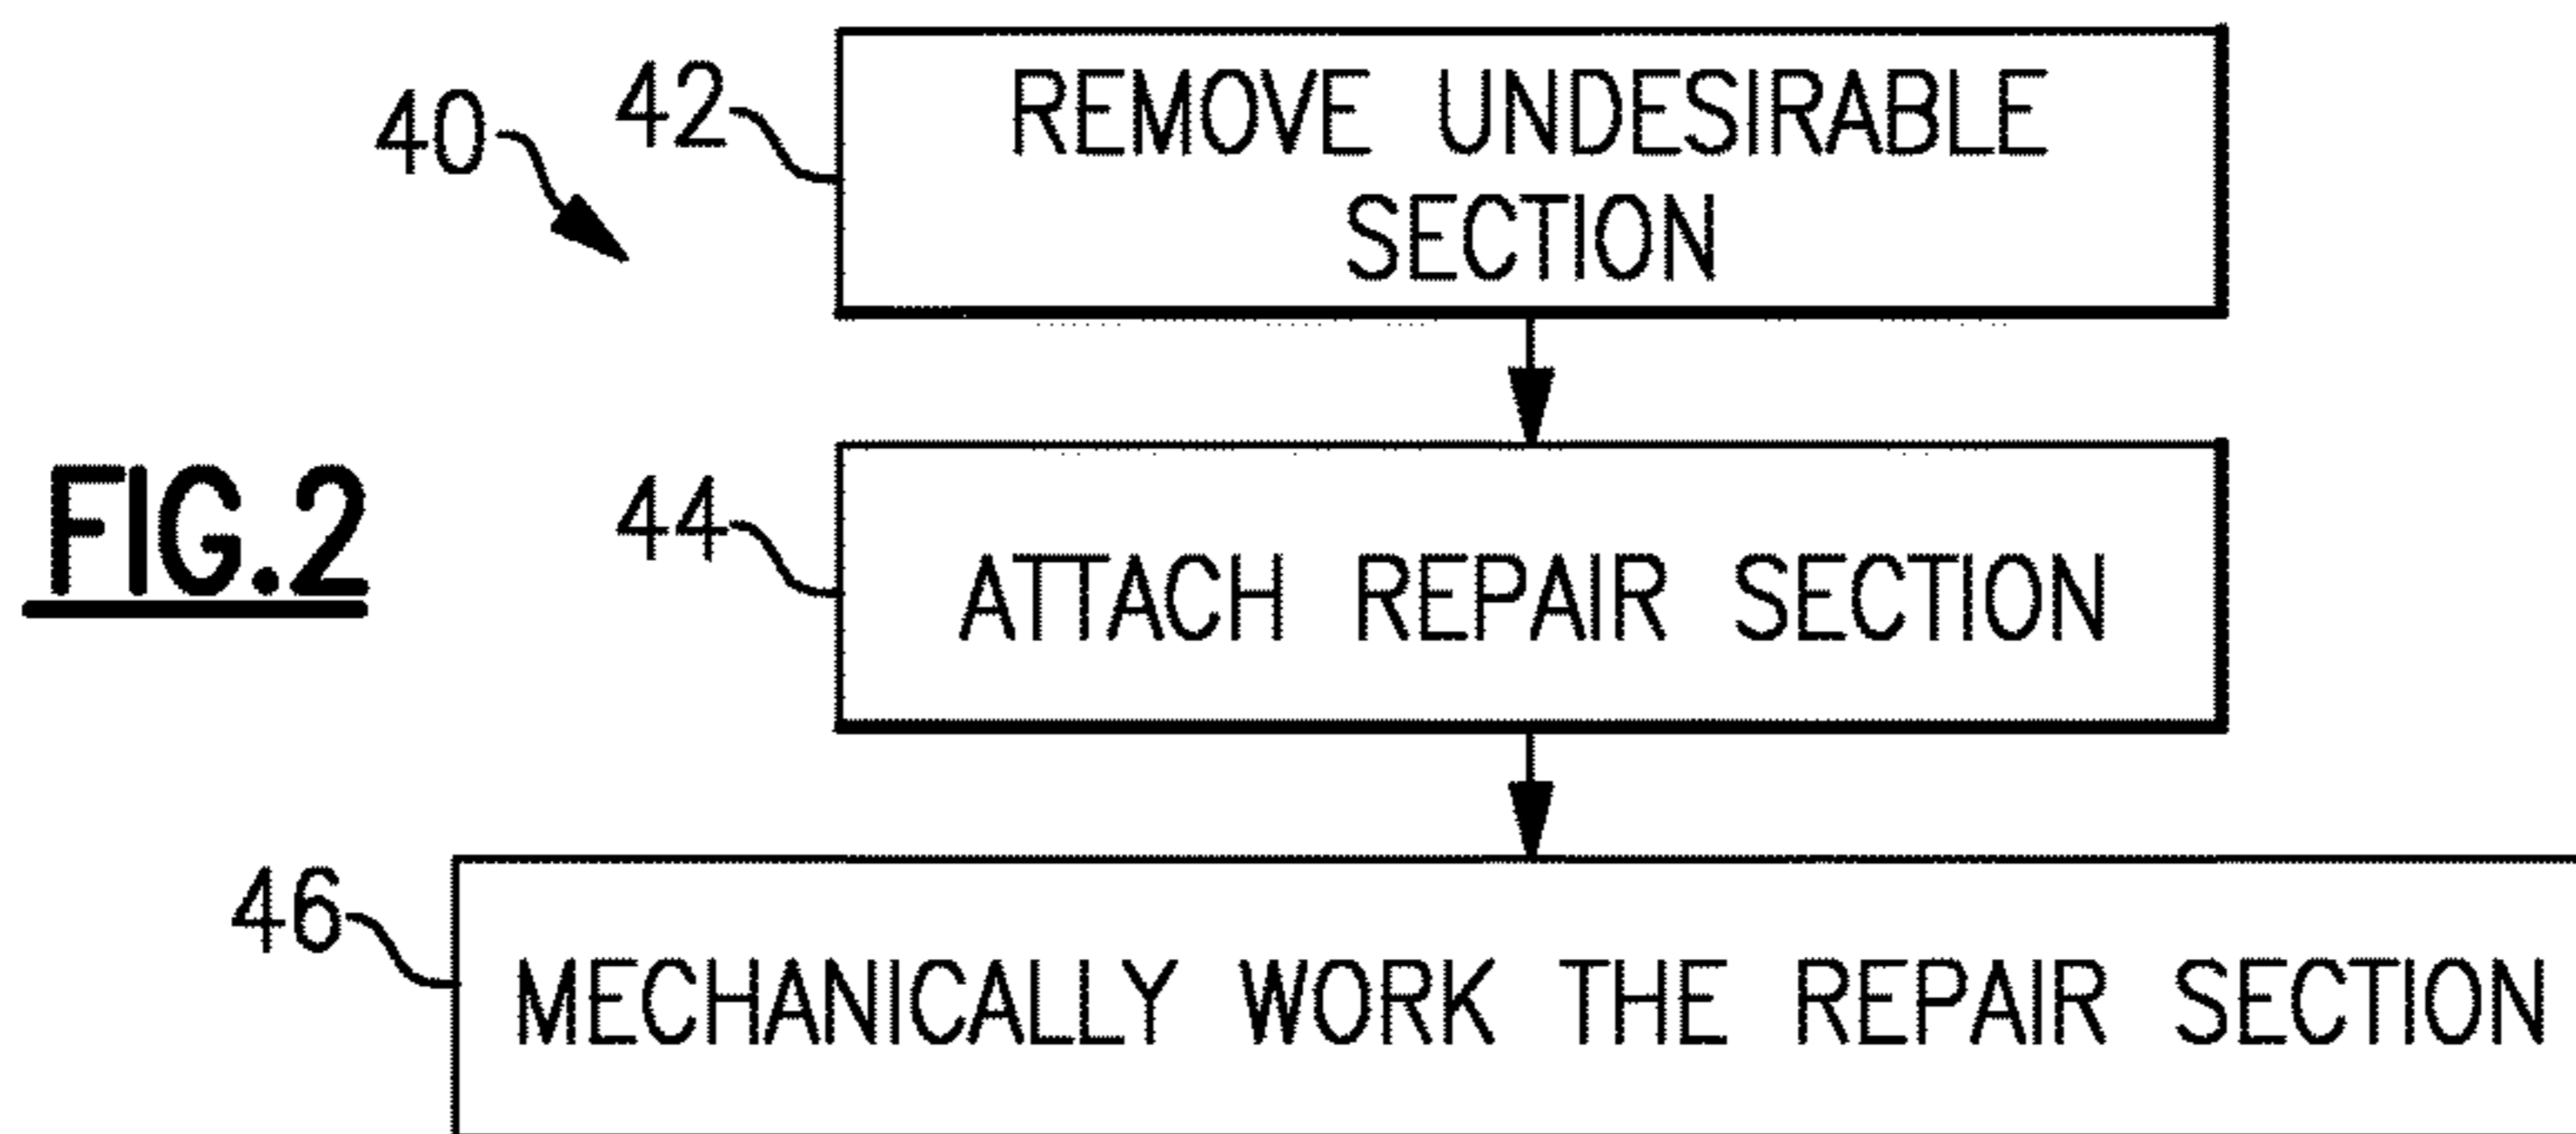 40
42
REMOVE UNDESIRABLE
SECTION
FIG.2
44
ATTACH REPAIR SECTION
46
MECHANICALLY WORK THE REPAIR SECTION